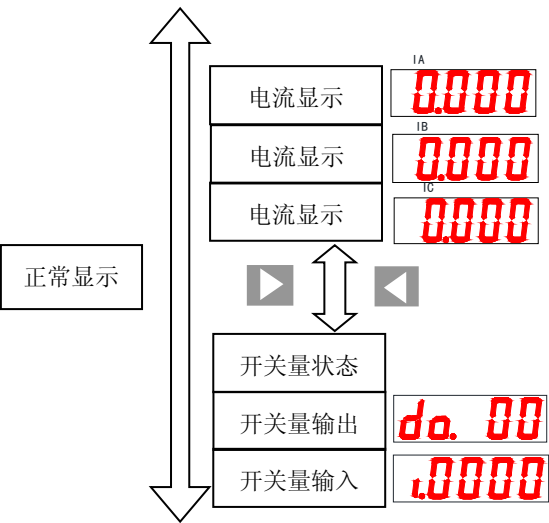 IA
电流显示 0.000
IB
电流显示 0.000
IC
电流显示 0.000
正常显示
开关量状态
开关量输出 do. 00
开关量输入 ı.0000